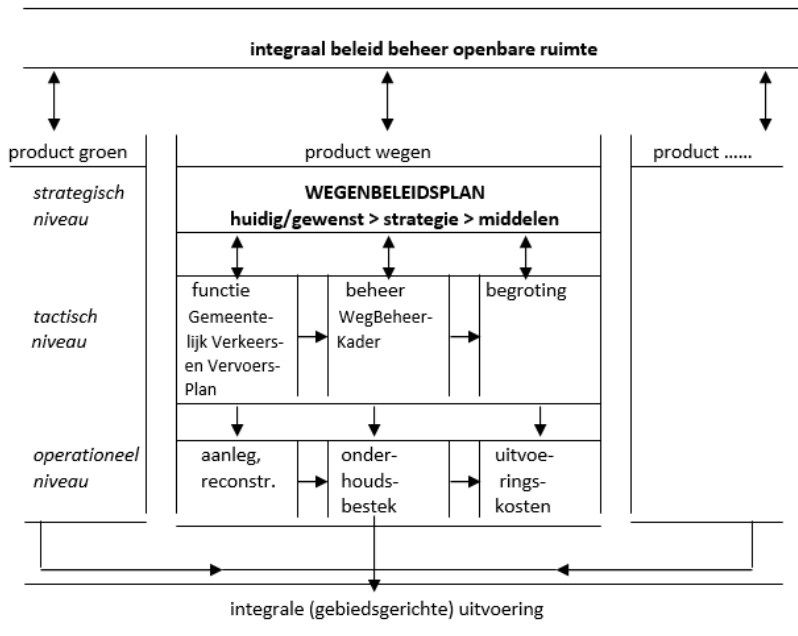 integraal beleid beheer openbare ruimte
product groen
product wegen
product ......
strategisch
niveau
WEGENBELEIDSPLAN
huidig/gewenst > strategie > middelen
tactisch
niveau
functie
Gemeente-
lijk Verkeers-
en Vervoers-
Plan
beheer
WegBeheer-
Kader
begroting
operationeel
niveau
aanleg,
reconstr.
onder-
houds-
bestek
uitvoe-
rings-
kosten
integrale (gebiedsgerichte) uitvoering